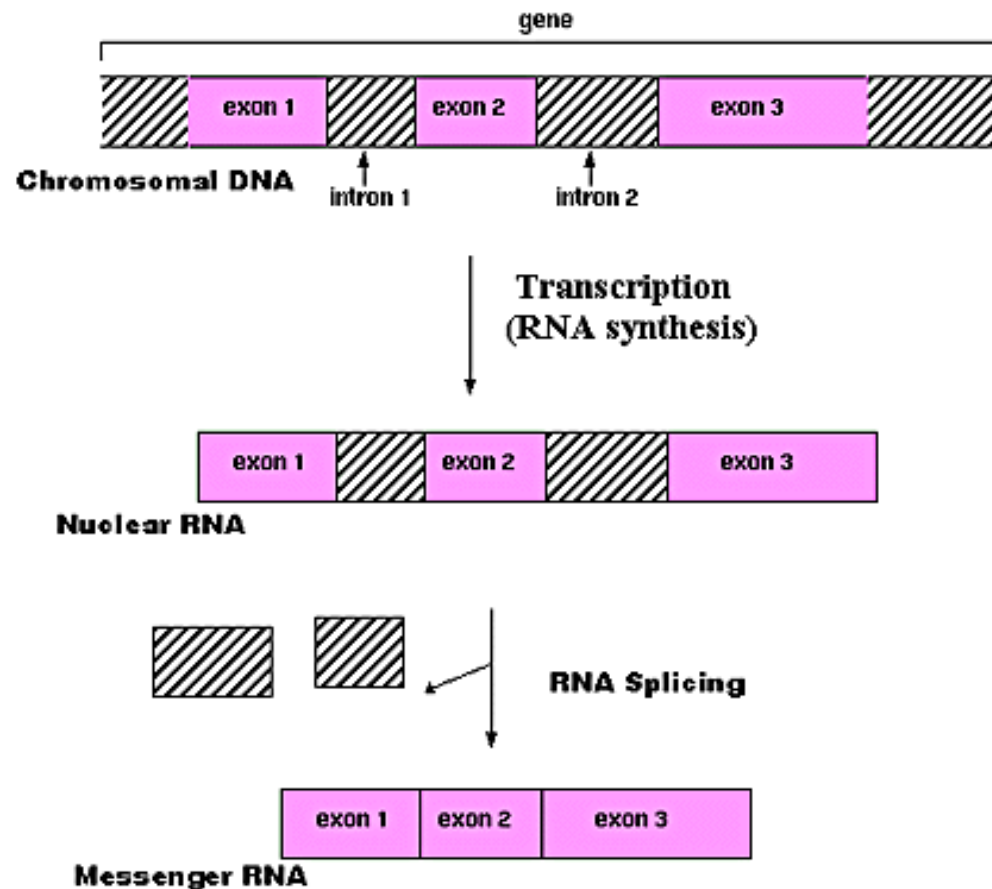 gene
exon 1 exon 2 exon 3
Chromosomal DNA
intron 1 intron 2
Transcription
(RNA synthesis)
exon 1 exon 2 exon 3
Nuclear RNA
RNA Splicing
exon 1 exon 2 exon 3
Messenger RNA